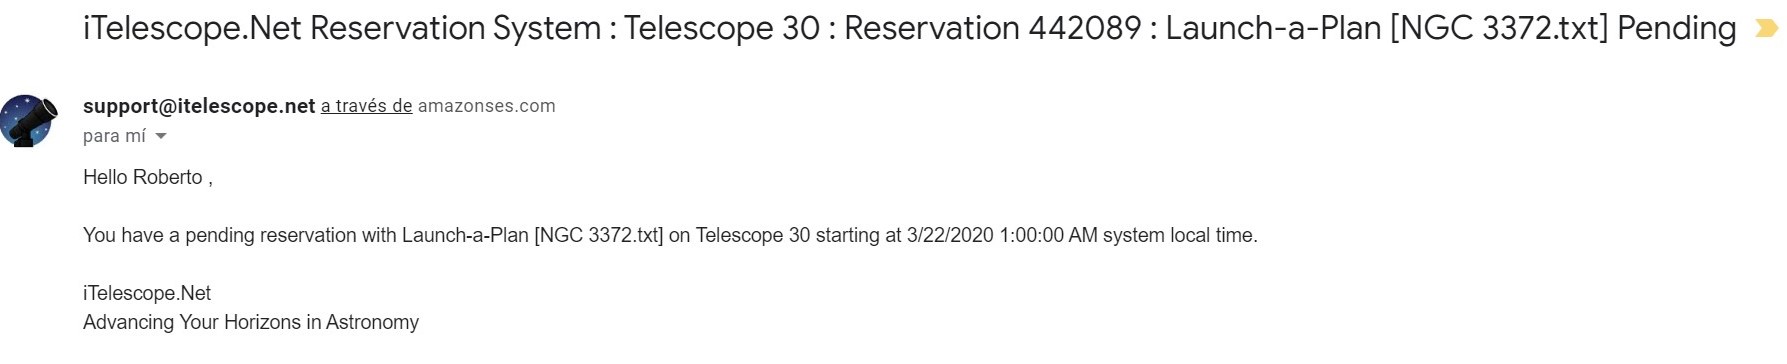 iTelescope.Net Reservation System : Telescope 30 : Reservation 442089 : Launch-a-Plan [NGC 3372.txt] Pending
support@itelescope.net a través de amazonses.com
para mí
Hello Roberto ,
You have a pending reservation with Launch-a-Plan [NGC 3372.txt] on Telescope 30 starting at 3/22/2020 1:00:00 AM system local time.
iTelescope.Net
Advancing Your Horizons in Astronomy